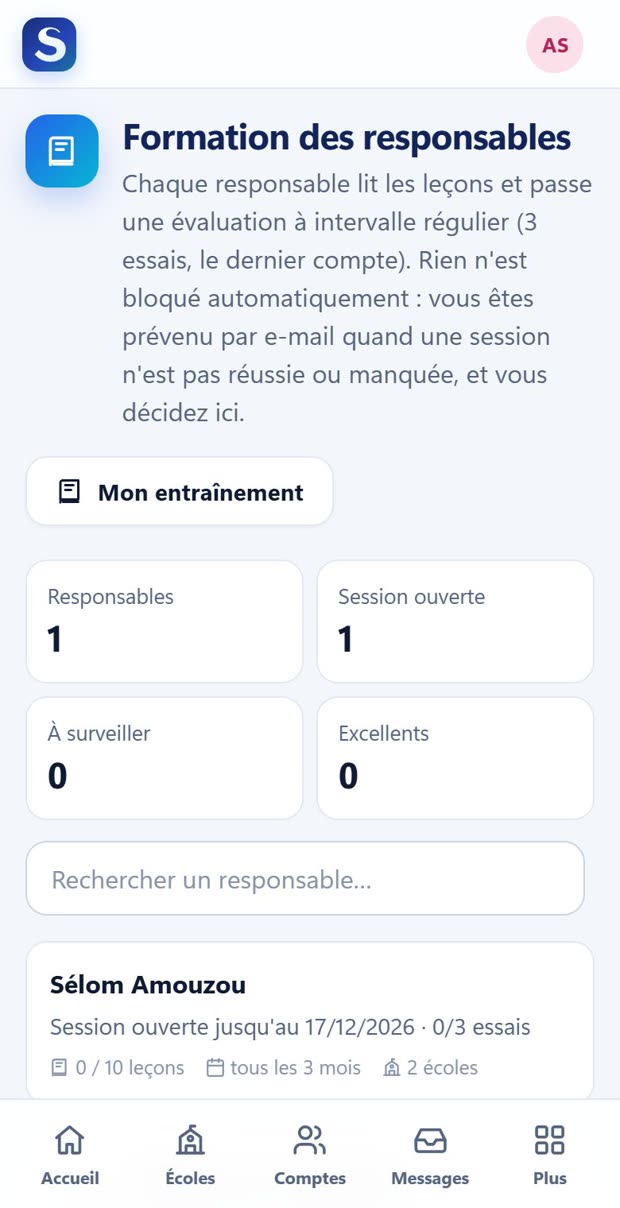 S
AS
Formation des responsables
Chaque responsable lit les leçons et passe
une évaluation à intervalle régulier (3
essais, le dernier compte). Rien n'est
bloqué automatiquement : vous êtes
prévenu par e-mail quand une session
n'est pas réussie ou manquée, et vous
décidez ici.
Mon entraînement
Responsables
1
Session ouverte
1
À surveiller
0
Excellents
0
Rechercher un responsable...
Sélom Amouzou
Session ouverte jusqu'au 17/12/2026 · 0/3 essais
0 / 10 leçons tous les 3 mois 2 écoles
Accueil Écoles Comptes Messages Plus